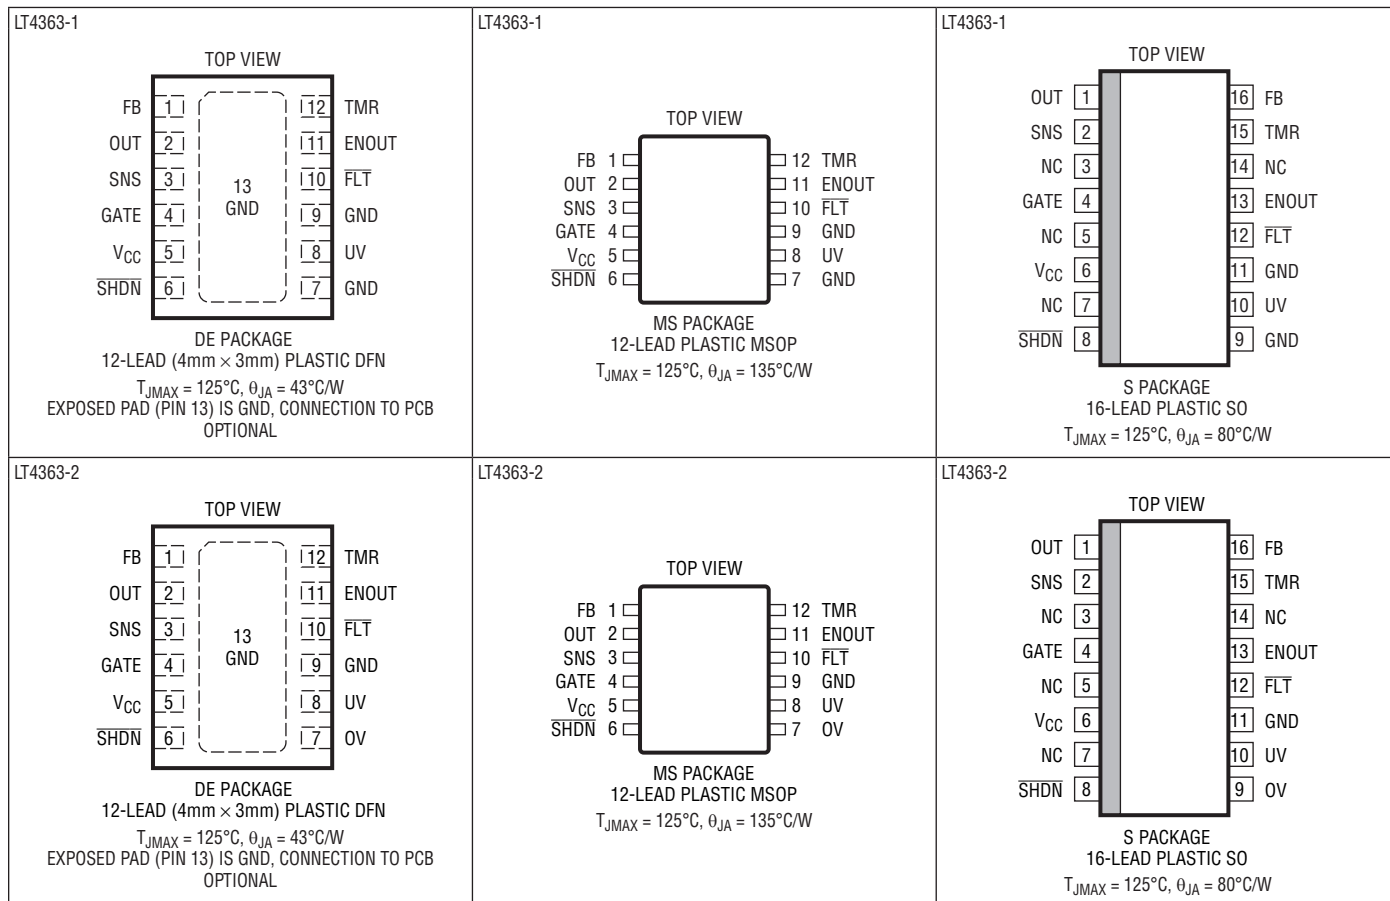 LT4363-1
TOP VIEW
FB 1
OUT 2
SNS 3
GATE 4
VCC 5
SHDN 6
13
GND
12 TMR
11 ENOUT
10 FLT
9 GND
8 UV
7 GND
DE PACKAGE
12-LEAD (4mm × 3mm) PLASTIC DFN
TJMAX = 125°C, θJA = 43°C/W
EXPOSED PAD (PIN 13) IS GND, CONNECTION TO PCB
OPTIONAL
LT4363-1
TOP VIEW
FB 1
OUT 2
SNS 3
GATE 4
VCC 5
SHDN 6
12 TMR
11 ENOUT
10 FLT
9 GND
8 UV
7 GND
MS PACKAGE
12-LEAD PLASTIC MSOP
TJMAX = 125°C, θJA = 135°C/W
LT4363-1
TOP VIEW
OUT 1
SNS 2
NC 3
GATE 4
NC 5
VCC 6
NC 7
SHDN 8
16 FB
15 TMR
14 NC
13 ENOUT
12 FLT
11 GND
10 UV
9 GND
S PACKAGE
16-LEAD PLASTIC SO
TJMAX = 125°C, θJA = 80°C/W
LT4363-2
TOP VIEW
FB 1
OUT 2
SNS 3
GATE 4
VCC 5
SHDN 6
13
GND
12 TMR
11 ENOUT
10 FLT
9 GND
8 UV
7 OV
DE PACKAGE
12-LEAD (4mm × 3mm) PLASTIC DFN
TJMAX = 125°C, θJA = 43°C/W
EXPOSED PAD (PIN 13) IS GND, CONNECTION TO PCB
OPTIONAL
LT4363-2
TOP VIEW
FB 1
OUT 2
SNS 3
GATE 4
VCC 5
SHDN 6
12 TMR
11 ENOUT
10 FLT
9 GND
8 UV
7 OV
MS PACKAGE
12-LEAD PLASTIC MSOP
TJMAX = 125°C, θJA = 135°C/W
LT4363-2
TOP VIEW
OUT 1
SNS 2
NC 3
GATE 4
NC 5
VCC 6
NC 7
SHDN 8
16 FB
15 TMR
14 NC
13 ENOUT
12 FLT
11 GND
10 UV
9 OV
S PACKAGE
16-LEAD PLASTIC SO
TJMAX = 125°C, θJA = 80°C/W